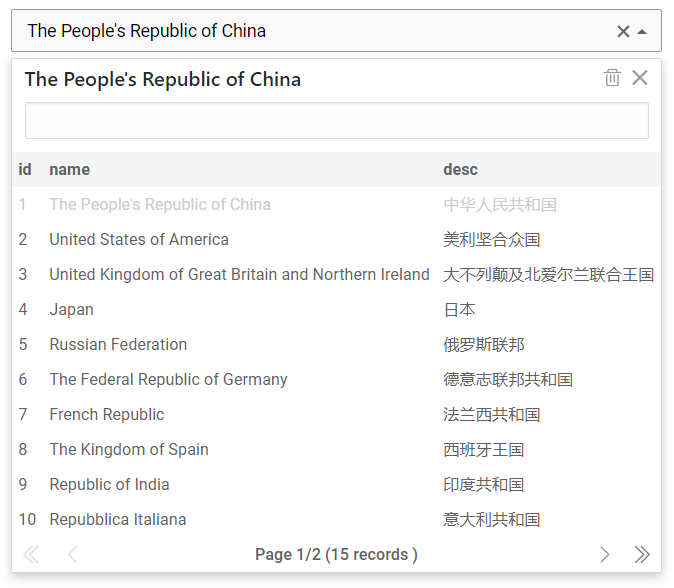 The People's Republic of China
The People's Republic of China
id name desc
1 The People's Republic of China 中华人民共和国
2 United States of America 美利坚合众国
3 United Kingdom of Great Britain and Northern Ireland 大不列颠及北爱尔兰联合王国
4 Japan 日本
5 Russian Federation 俄罗斯联邦
6 The Federal Republic of Germany 德意志联邦共和国
7 French Republic 法兰西共和国
8 The Kingdom of Spain 西班牙王国
9 Republic of India 印度共和国
10 Repubblica Italiana 意大利共和国
Page 1/2 (15 records )